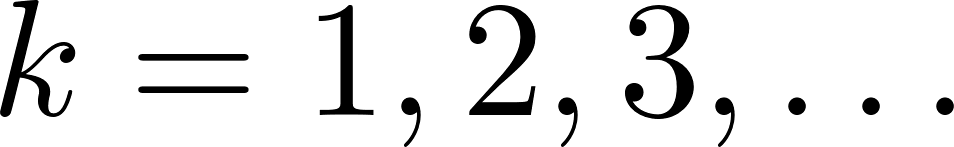 k = 1, 2, 3, . . .